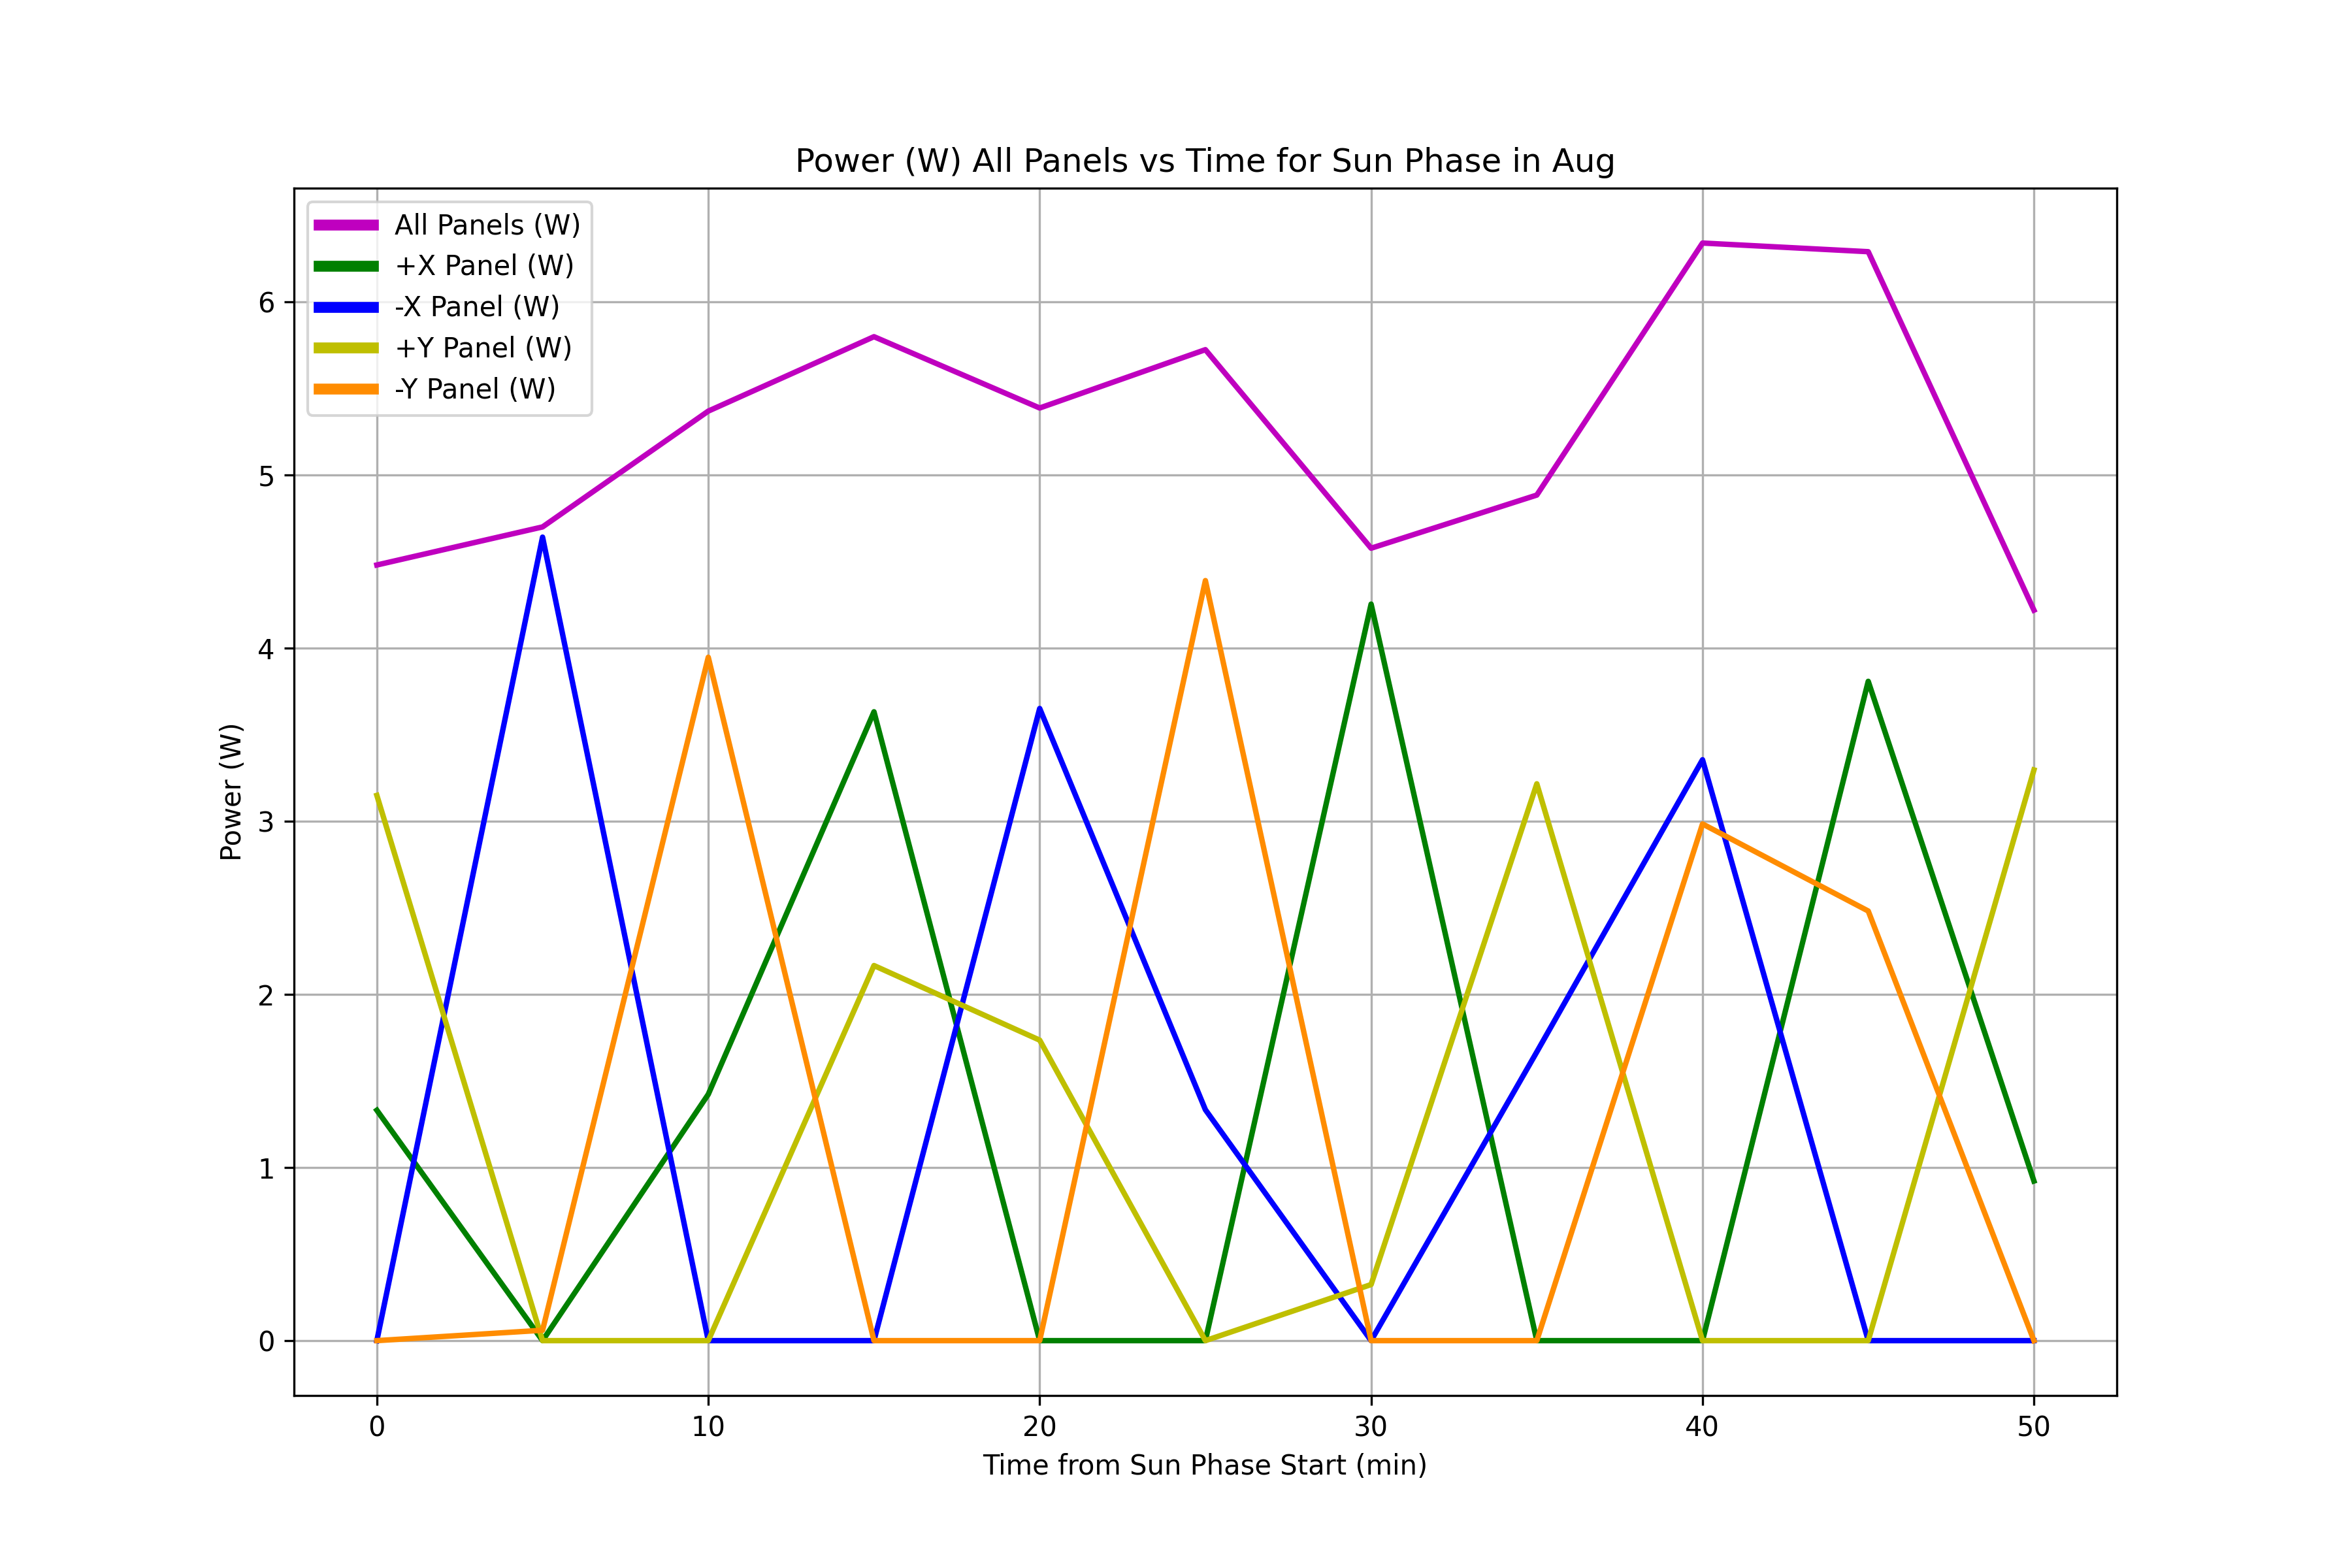 Power (W) All Panels vs Time for Sun Phase in Aug
All Panels (W)
+X Panel (W)
-X Panel (W)
+Y Panel (W)
-Y Panel (W)
6
5
4
3
2
1
0
Power (W)
0 10 20 30 40 50
Time from Sun Phase Start (min)